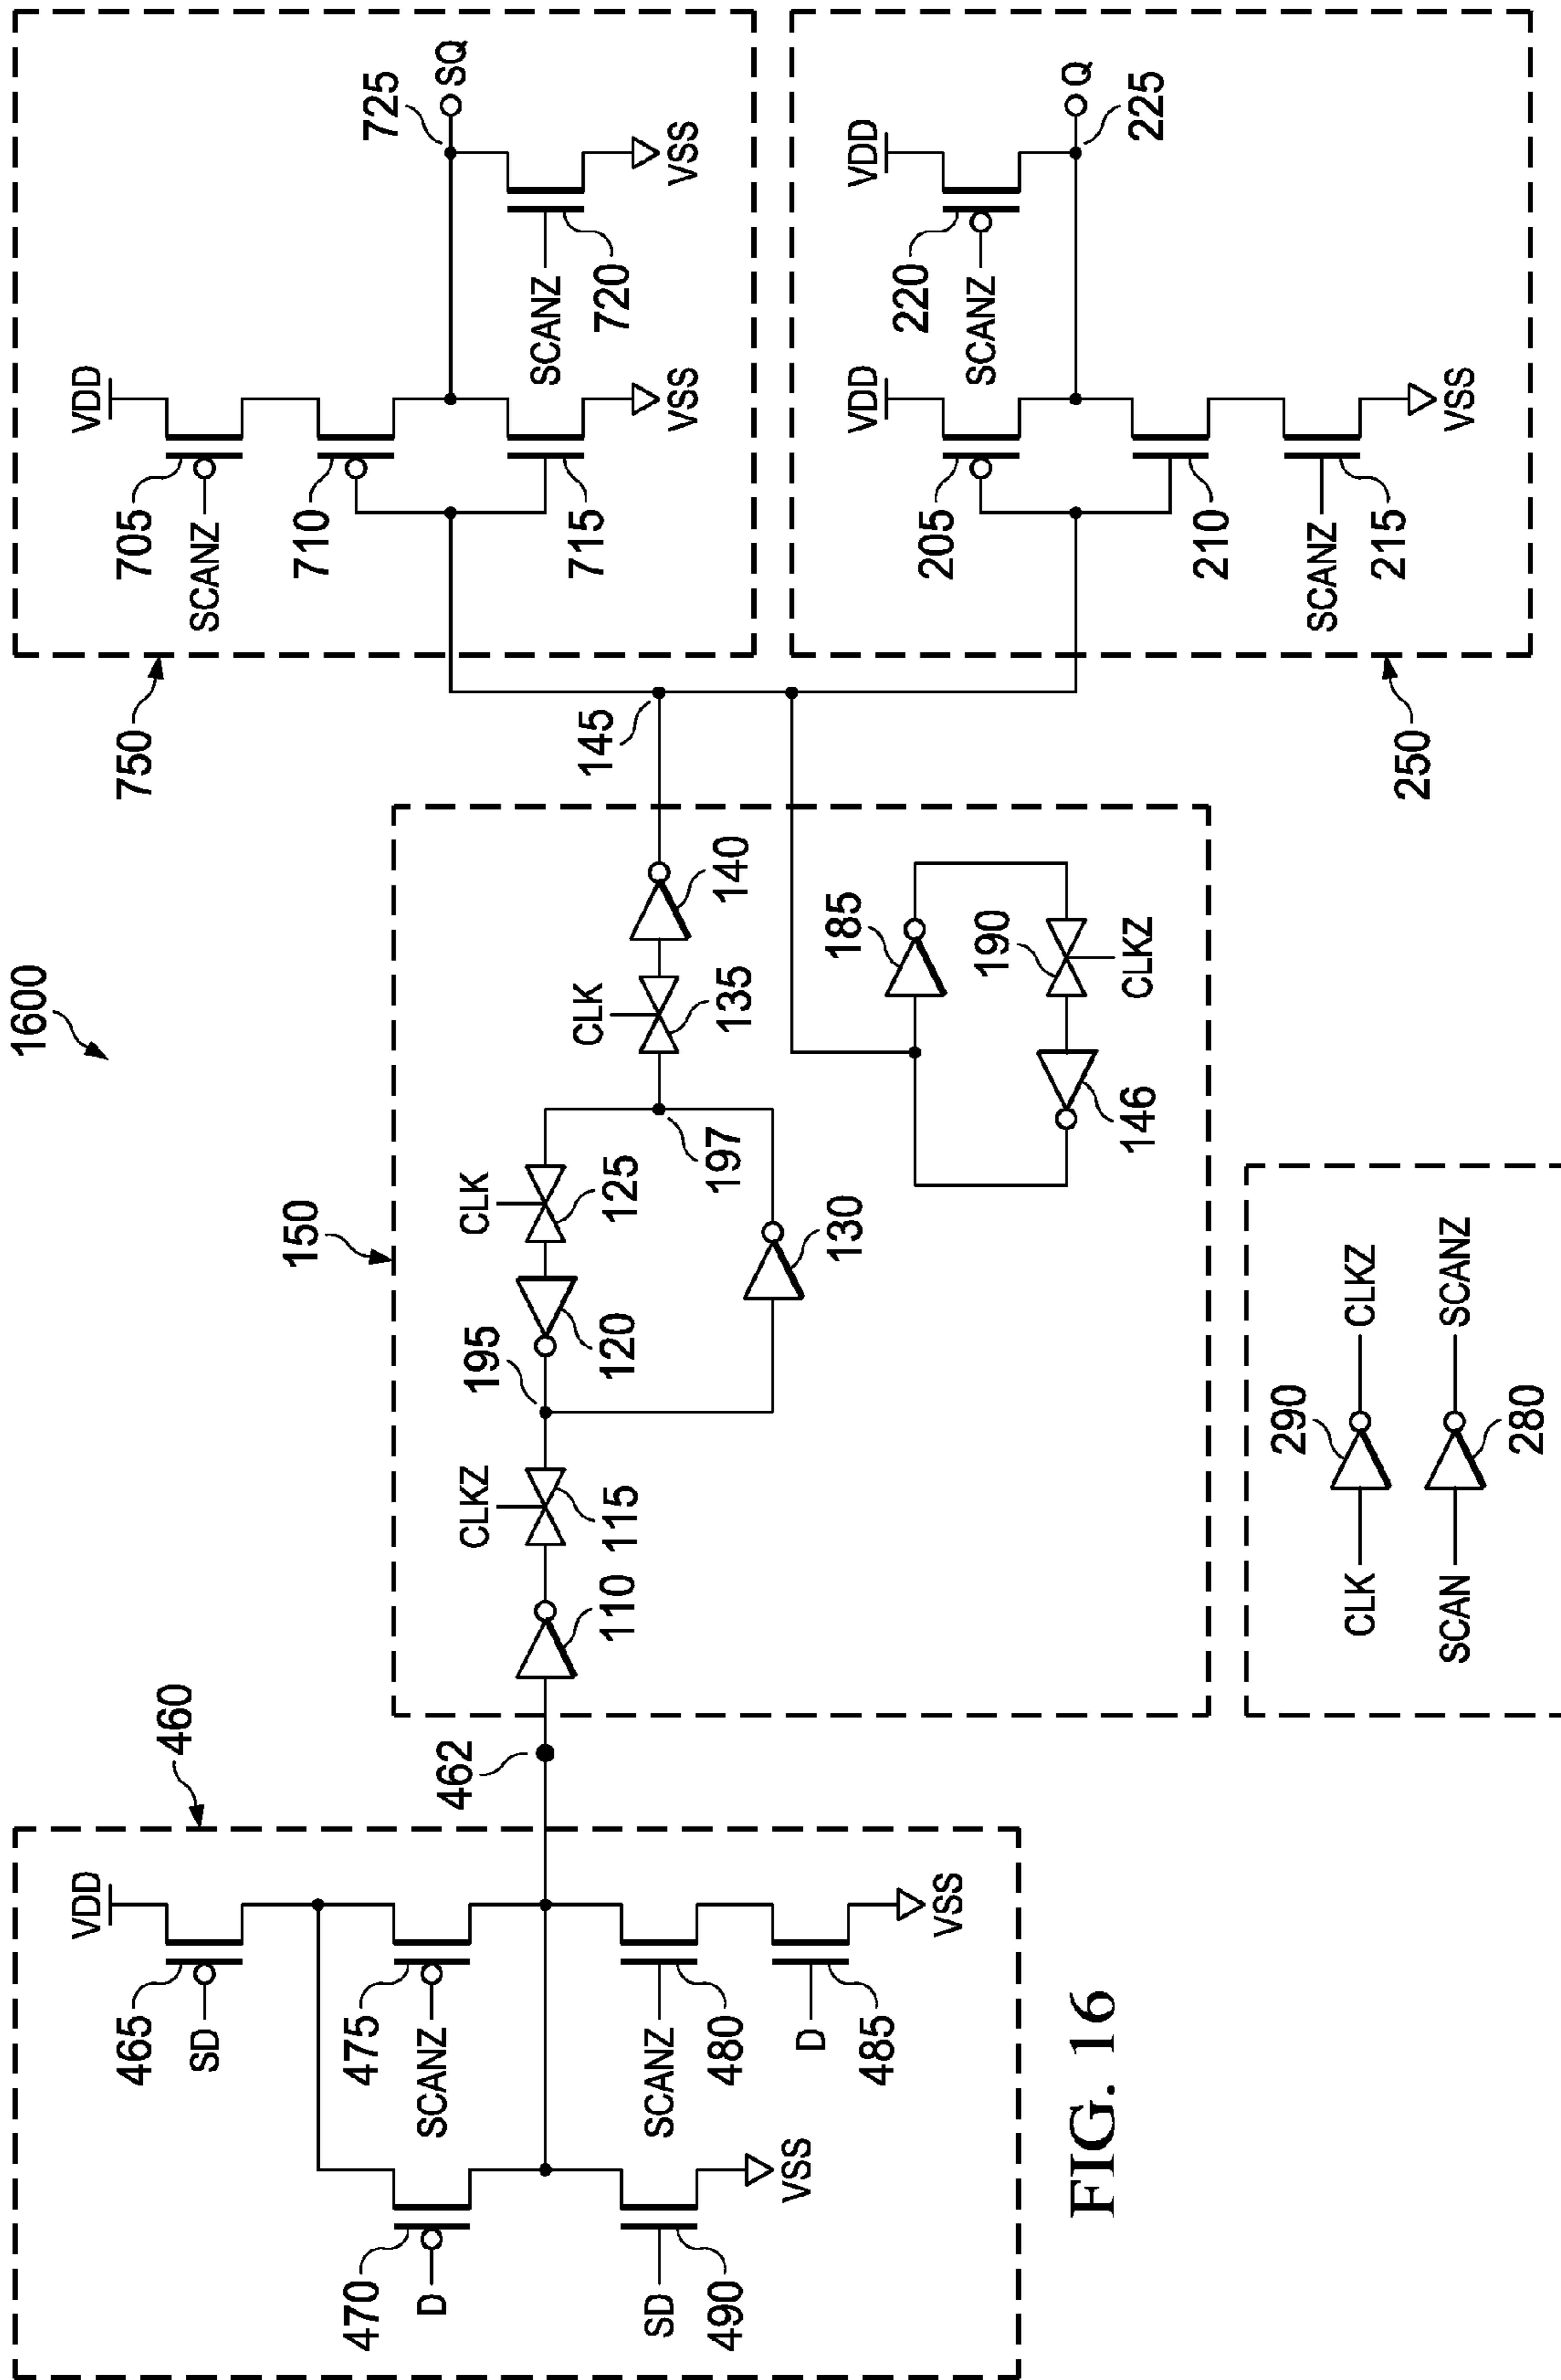 1600
460
VDD
465
SD
475
SCANZ
470
D
462
SCANZ
480
D
485
SD
490
VSS
VSS
150
110
CLKZ
115
195
120
CLK
125
197
130
CLK
135
140
145
185
190
CLKZ
146
750
VDD
705
SCANZ
710
715
VSS
725
SQ
SCANZ
720
VSS
250
VDD
205
210
SCANZ
215
VSS
VDD
220
SCANZ
Q
225
CLK
290
CLKZ
SCAN
280
SCANZ
FIG. 16